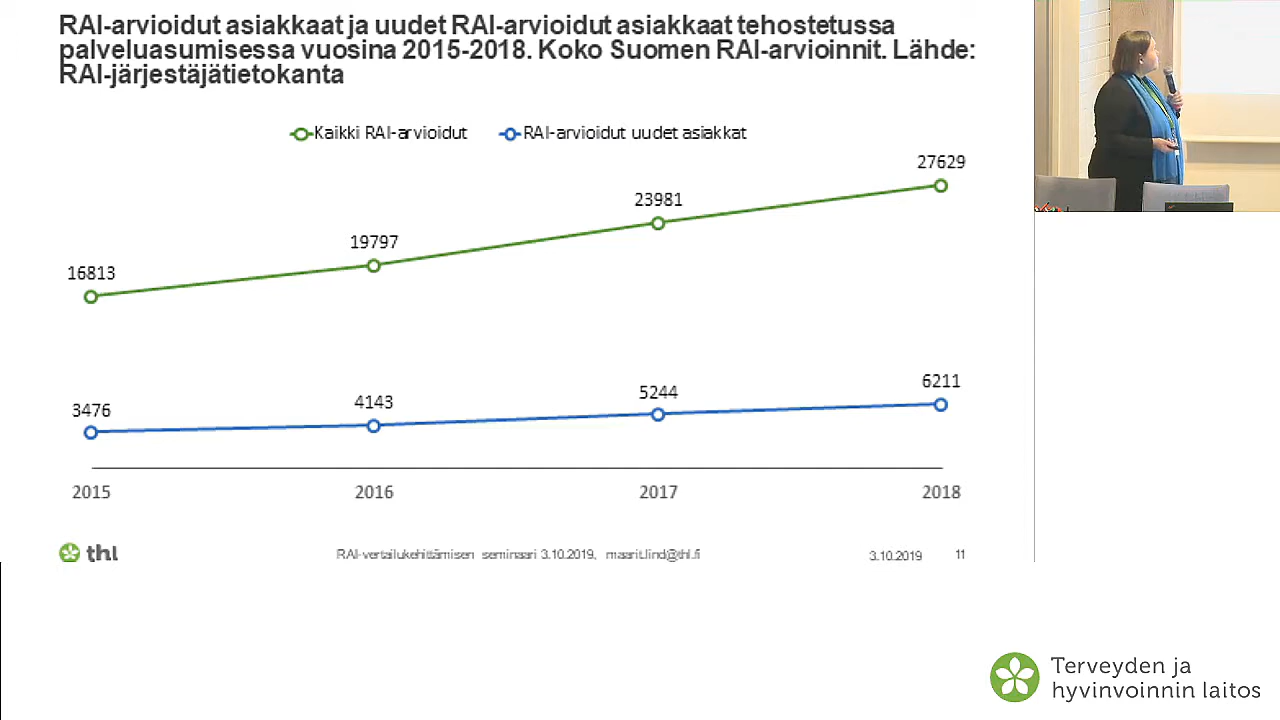 RAI-arvioidut asiakkaat ja uudet RAI-arvioidut asiakkaat tehostetussa
palveluasumisessa vuosina 2015-2018. Koko Suomen RAI-arvioinnit. Lähde:
RAI-järjestäjätietokanta
Kaikki RAI-arvioidut RAI-arvioidut uudet asiakkat
27629
23981
19797
16813
6211
5244
4143
3476
2015 2016 2017 2018
thl RAI-vertailukehittämisen seminaari 3.10.2019, maarit.lind@thl.fi 3.10.2019 11
Terveyden ja
hyvinvoinnin laitos